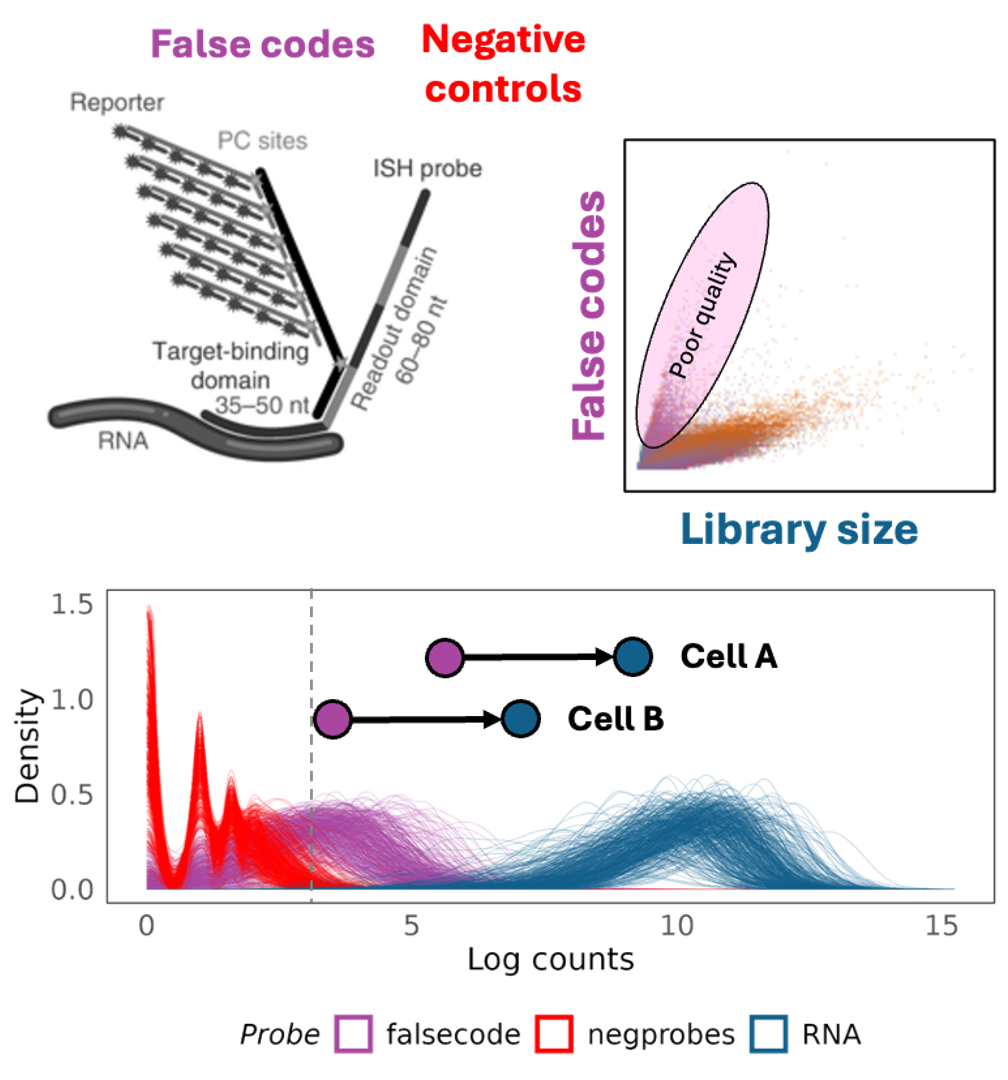 False codes
Negative
controls
Reporter
PC sites
ISH probe
Target-binding
domain
35–50 nt
Readout domain
60–80 nt
RNA
False codes
Poor quality
Library size
1.5
1.0
0.5
0.0
Density
Cell A
Cell B
0 5 10 15
Log counts
Probe falsecode negprobes RNA